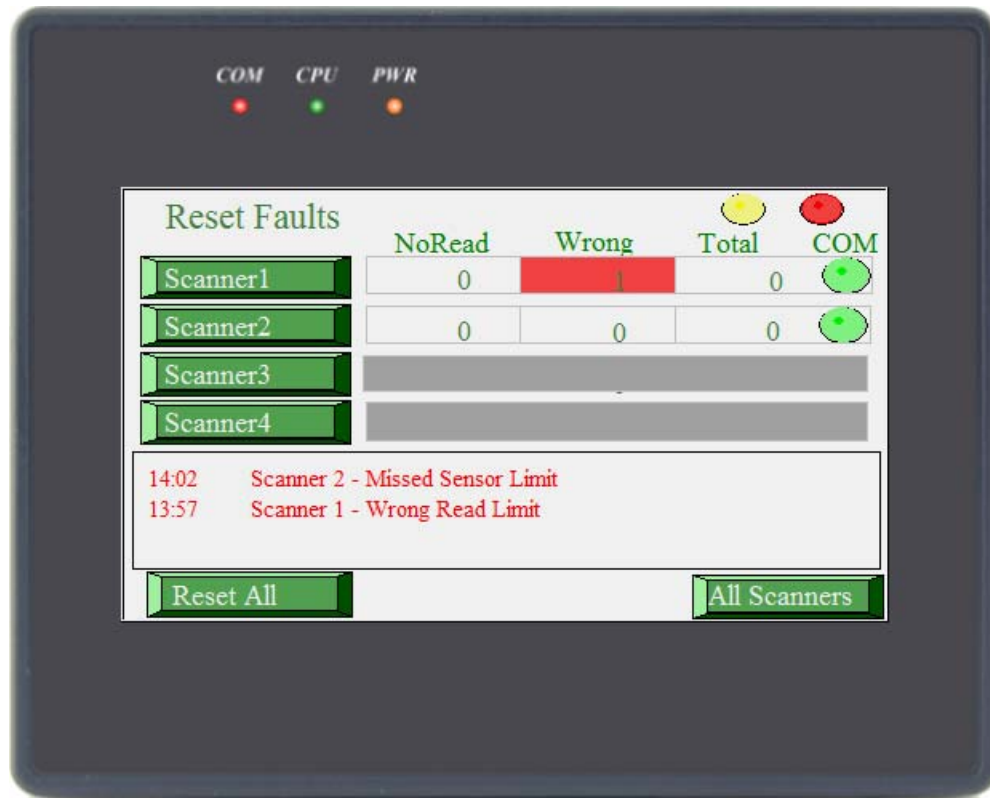 COM CPU PWR
Reset Faults
NoRead Wrong Total COM
Scanner1 0 1 0
Scanner2 0 0 0
Scanner3
Scanner4
14:02 Scanner 2 - Missed Sensor Limit
13:57 Scanner 1 - Wrong Read Limit
Reset All All Scanners